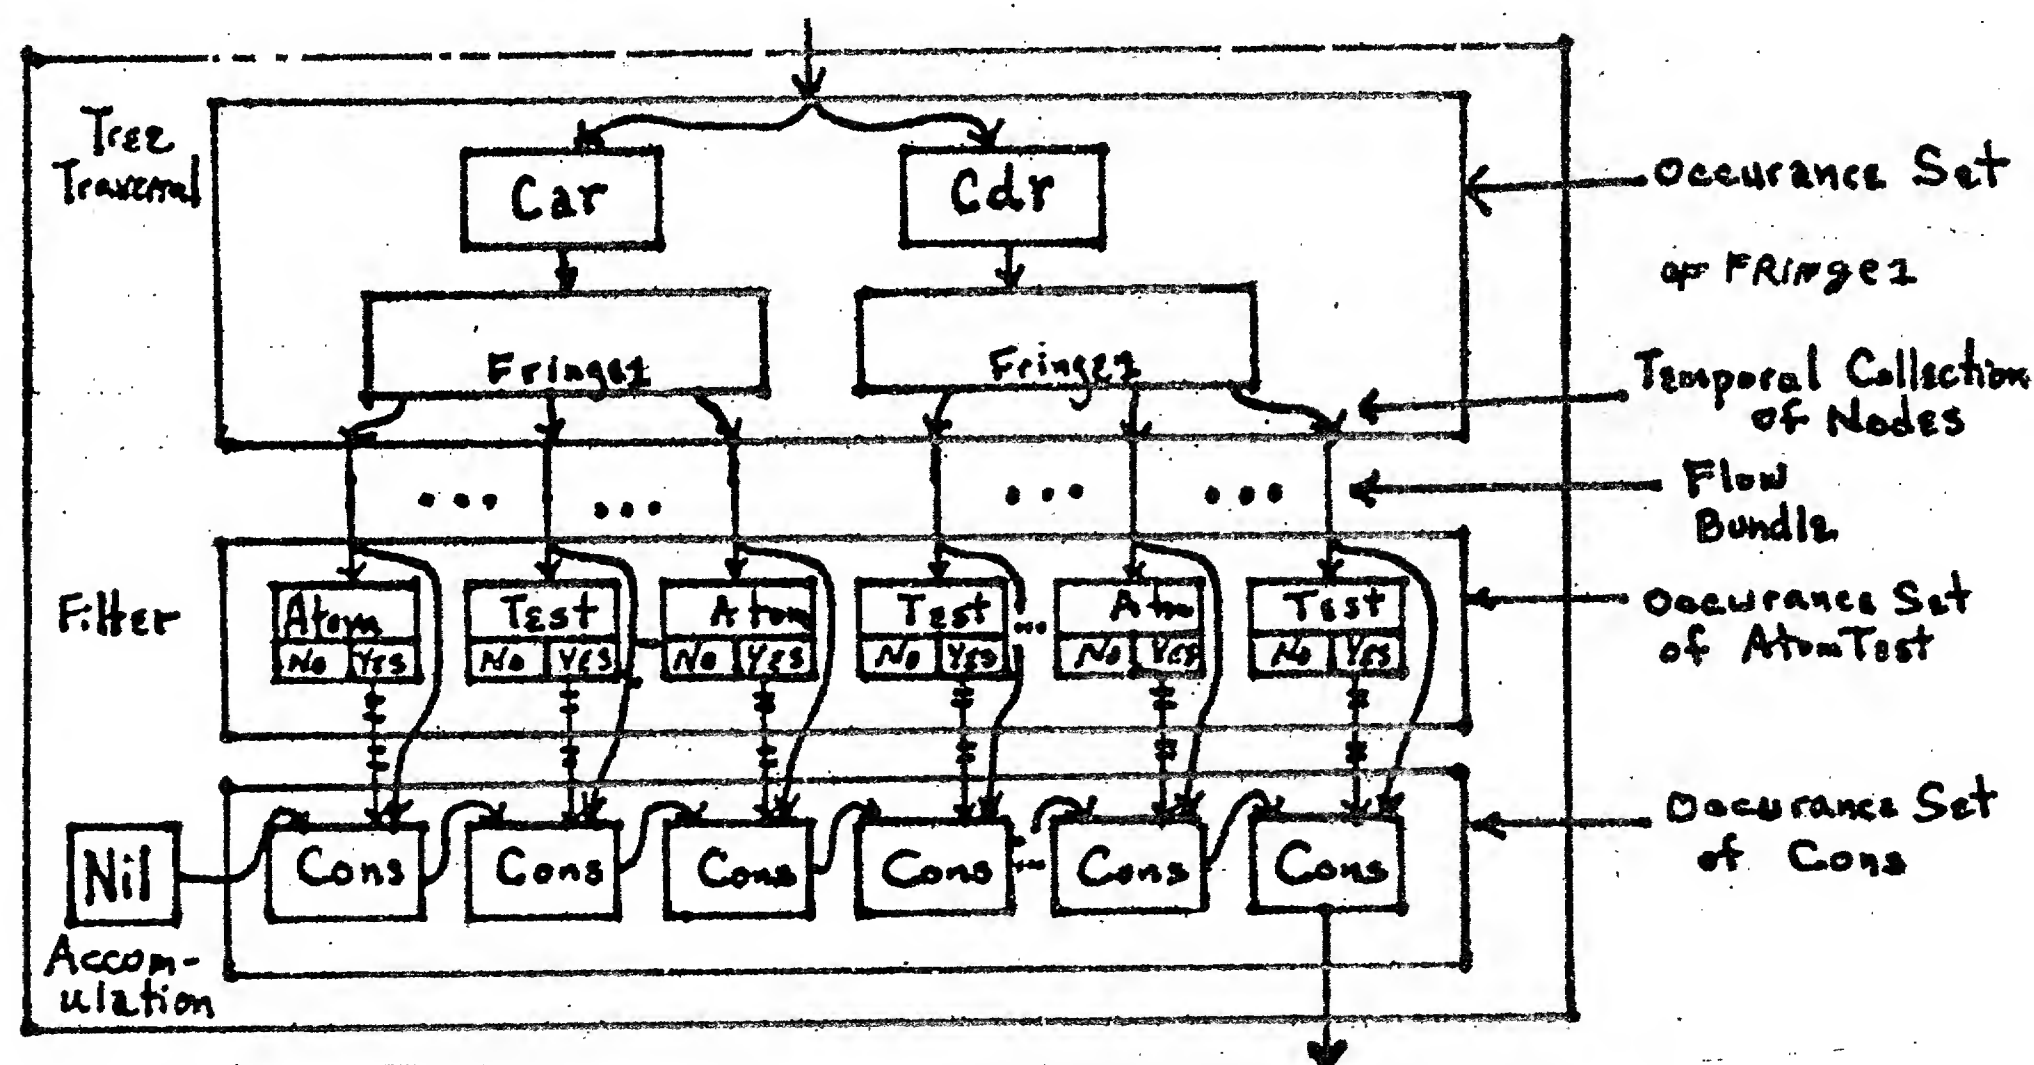 Tree
Traversal
Car
Cdr
Occurance Set
of FRinge1
Fringe1
Fringe1
Temporal Collection
of Nodes
Flow
Bundle
Filter
Atom
No YES
Test
No YES
Atom
No YES
Test
No YES
Atom
No YES
Test
No YES
Occurance Set
of AtomTest
Nil
Cons
Cons
Cons
Cons
Cons
Cons
Occurance Set
of Cons
Accom-
ulation